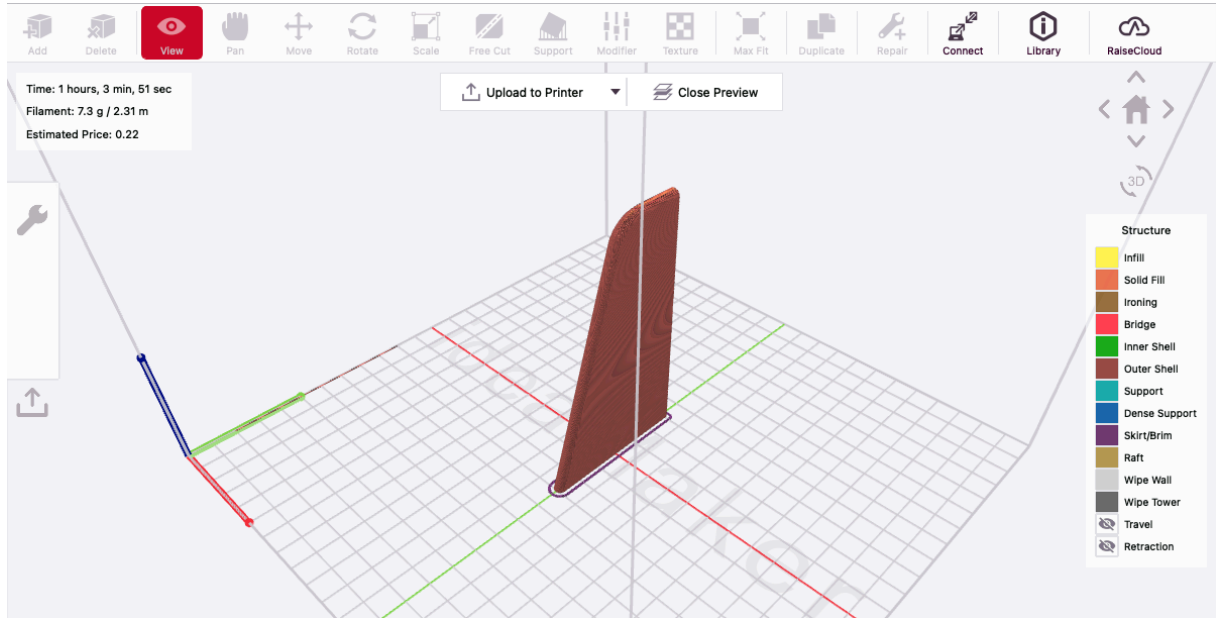 Add Delete View Pan Move Rotate Scale Free Cut Support Modifier Texture Max Fit Duplicate Repair Connect Library RaiseCloud
Time: 1 hours, 3 min, 51 sec
Filament: 7.3 g / 2.31 m
Estimated Price: 0.22
Upload to Printer
Close Preview
3D
Structure
Infill
Solid Fill
Ironing
Bridge
Inner Shell
Outer Shell
Support
Dense Support
Skirt/Brim
Raft
Wipe Wall
Wipe Tower
Travel
Retraction